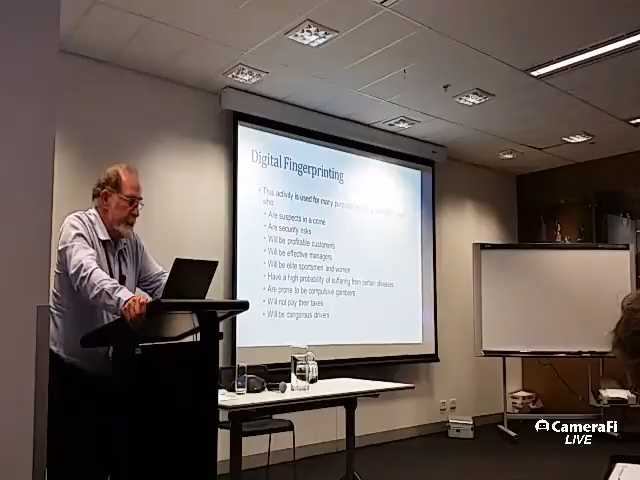 Digital Fingerprinting
• This activity is used for many purposes
who:
• Are suspects in a crime
• Are security risks
• Will be profitable customers
• Will be effective managers
• Will be elite sportsmen and women
• Have a high probability of suffering from certain diseases
• Are prone to be compulsive gamblers
• Will not pay their taxes
• Will be dangerous drivers
CameraFi
LIVE